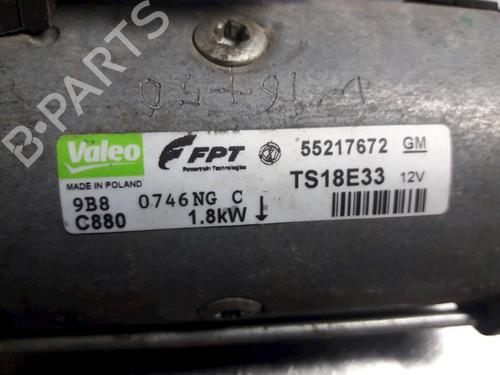 B-PARTS
Valeo
FPT
Powertrain Technologies
55217672 GM
MADE IN POLAND
TS18E33 12V
9B8 0746NG C
C880 1.8kW ↓